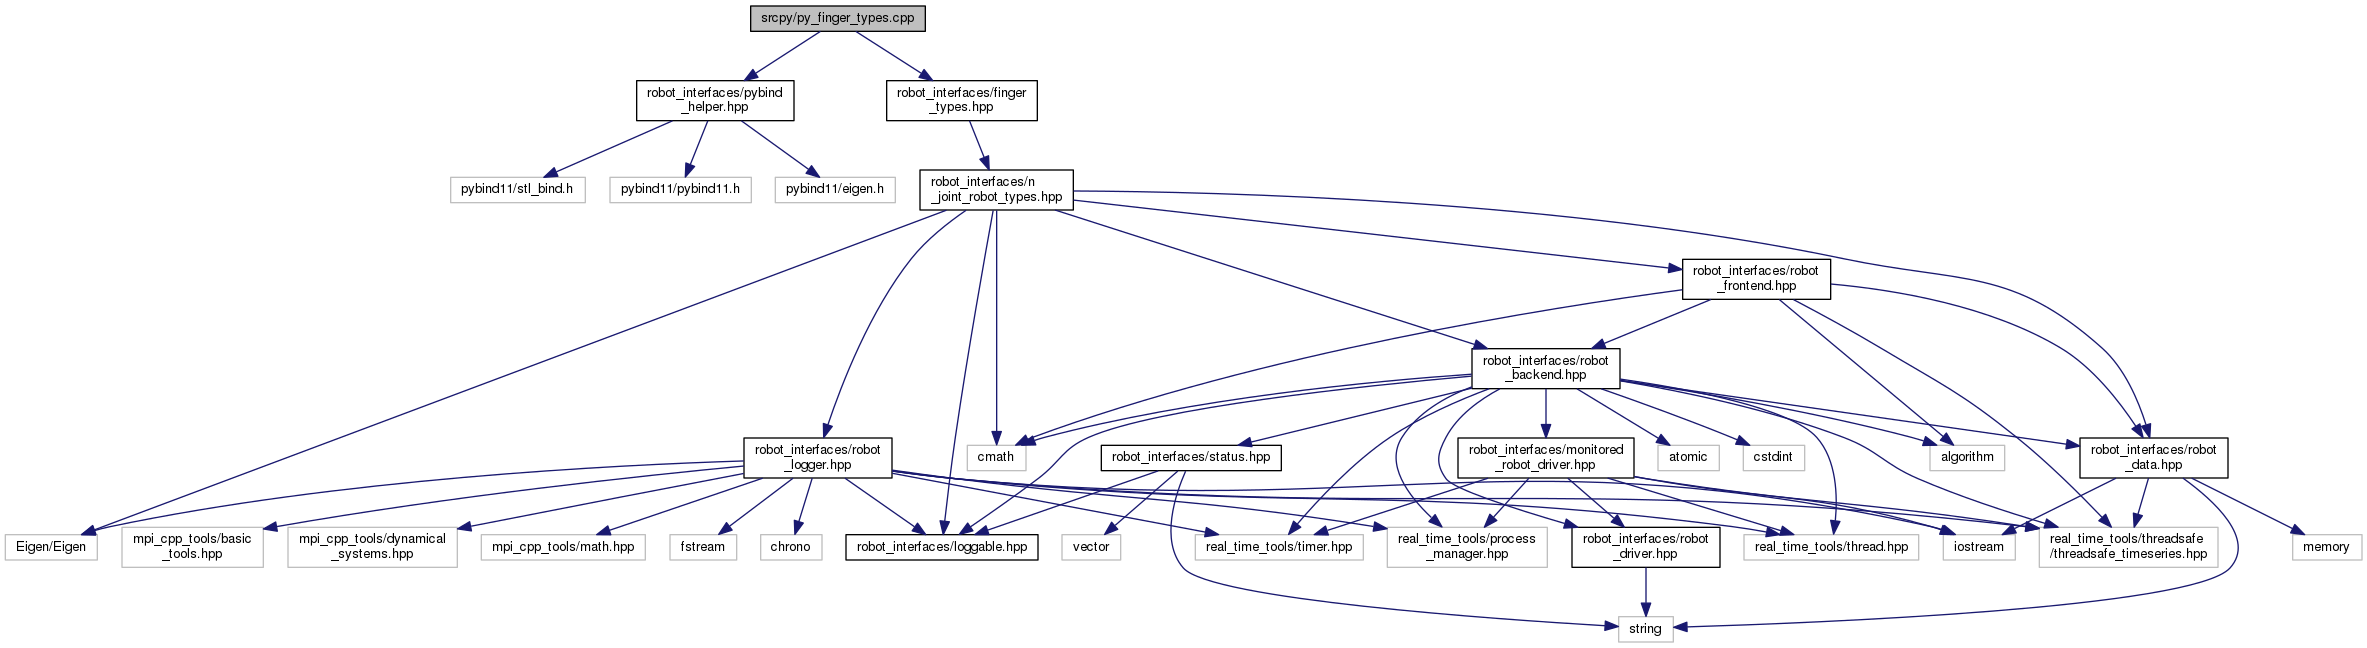 srcpy/py_finger_types.cpp
robot_interfaces/pybind
_helper.hpp
robot_interfaces/finger
_types.hpp
pybind11/stl_bind.h
pybind11/pybind11.h
pybind11/eigen.h
robot_interfaces/n
_joint_robot_types.hpp
robot_interfaces/robot
_frontend.hpp
robot_interfaces/robot
_backend.hpp
robot_interfaces/robot
_logger.hpp
cmath
robot_interfaces/status.hpp
robot_interfaces/monitored
_robot_driver.hpp
atomic
cstdint
algorithm
robot_interfaces/robot
_data.hpp
Eigen/Eigen
mpi_cpp_tools/basic
_tools.hpp
mpi_cpp_tools/dynamical
_systems.hpp
mpi_cpp_tools/math.hpp
fstream
chrono
robot_interfaces/loggable.hpp
vector
real_time_tools/timer.hpp
real_time_tools/process
_manager.hpp
robot_interfaces/robot
_driver.hpp
real_time_tools/thread.hpp
iostream
real_time_tools/threadsafe
/threadsafe_timeseries.hpp
memory
string